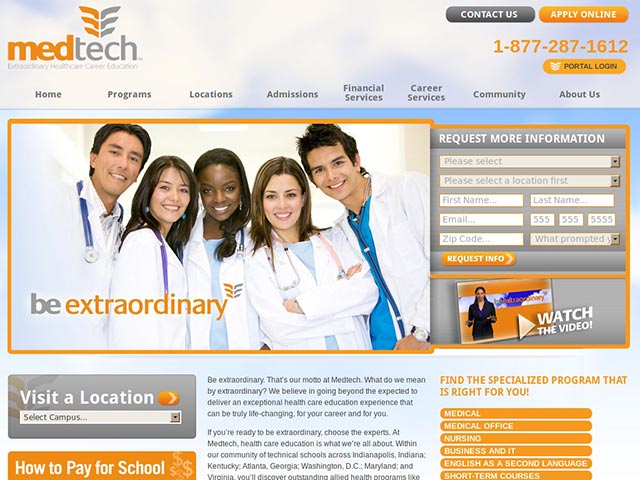 CONTACT US
APPLY ONLINE
medtech
Extraordinary Healthcare Career Education
1-877-287-1612
PORTAL LOGIN
Home
Programs
Locations
Admissions
Financial
Services
Career
Services
Community
About Us
be extraordinary
REQUEST MORE INFORMATION
Please select
Please select a location first
First Name...
Last Name...
Email...
555
555
5555
Zip Code...
What prompted y
REQUEST INFO
be extraordinary
WATCH
THE VIDEO!
Visit a Location
Select Campus...
How to Pay for School
Be extraordinary. That's our motto at Medtech. What do we mean
by extraordinary? We believe in going beyond the expected to
deliver an exceptional health care education experience that
can be truly life-changing, for your career and for you.
If you're ready to be extraordinary, choose the experts. At
Medtech, health care education is what we're all about. Within
our community of technical schools across Indianapolis, Indiana;
Kentucky; Atlanta, Georgia; Washington, D.C.; Maryland; and
Virginia, you'll discover outstanding allied health programs like
FIND THE SPECIALIZED PROGRAM THAT
IS RIGHT FOR YOU!
MEDICAL
MEDICAL OFFICE
NURSING
BUSINESS AND IT
ENGLISH AS A SECOND LANGUAGE
SHORT-TERM COURSES